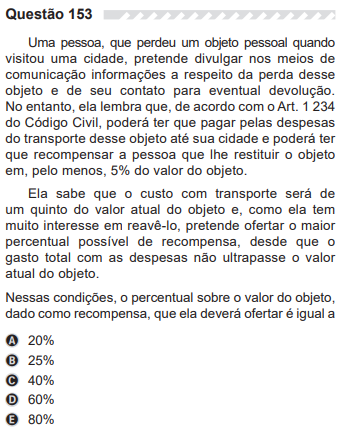 Questão 153
Uma pessoa, que perdeu um objeto pessoal quando
visitou uma cidade, pretende divulgar nos meios de
comunicação informações a respeito da perda desse
objeto e de seu contato para eventual devolução.
No entanto, ela lembra que, de acordo com o Art. 1 234
do Código Civil, poderá ter que pagar pelas despesas
do transporte desse objeto até sua cidade e poderá ter
que recompensar a pessoa que lhe restituir o objeto
em, pelo menos, 5% do valor do objeto.
Ela sabe que o custo com transporte será de
um quinto do valor atual do objeto e, como ela tem
muito interesse em reavê-lo, pretende ofertar o maior
percentual possível de recompensa, desde que o
gasto total com as despesas não ultrapasse o valor
atual do objeto.
Nessas condições, o percentual sobre o valor do objeto,
dado como recompensa, que ela deverá ofertar é igual a
A 20%
B 25%
C 40%
D 60%
E 80%